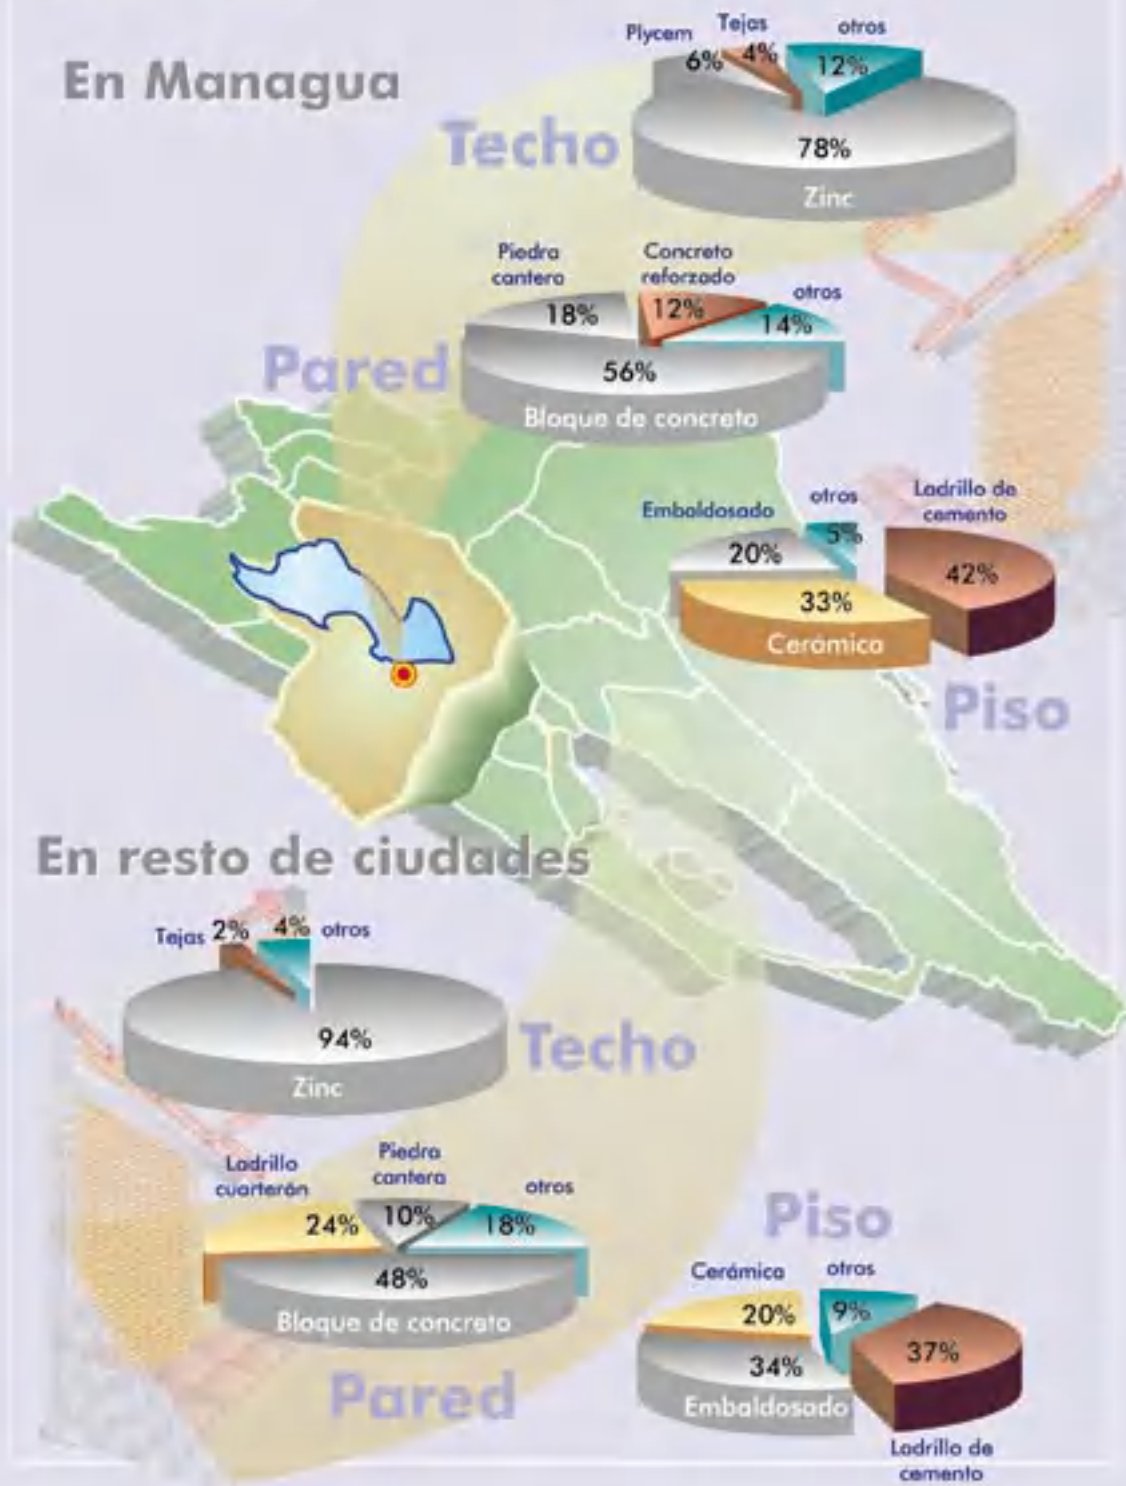 En Managua
Plycem
Tejas
otros
6%
4%
12%
78%
Zinc
Techo
Piedra
cantera
Concreto
reforzado
otros
18%
12%
14%
56%
Bloque de concreto
Pared
Embaldosado
otros
Ladrillo de
cemento
20%
5%
42%
33%
Cerámica
Piso
En resto de ciudades
Tejas 2%
4% otros
94%
Zinc
Techo
Ladrillo
cuarterón
Piedra
cantera
otros
24%
10%
18%
48%
Bloque de concreto
Pared
Piso
Cerámica
otros
20%
9%
37%
34%
Embaldosado
Ladrillo de
cemento